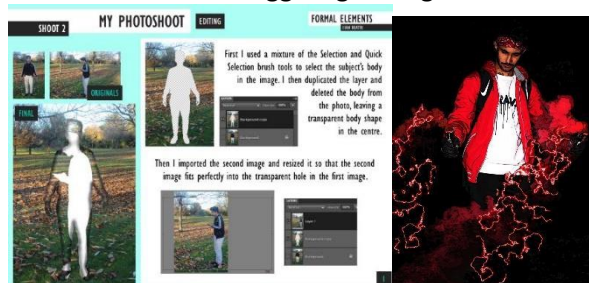 SHOOT 2
MY PHOTOSHOOT
EDITING
FORMAL ELEMENTS
ORIGINALS
FINAL
First I used a mixture of the Selection and Quick
Selection brush tools to select the subject's body
in the image. I then duplicated the layer and
deleted the body from
the photo, leaving a
transparent body shape
in the centre.
Then I imported the second image and resized it so that the second
image fits perfectly into the transparent hole in the first image.
Layer 1